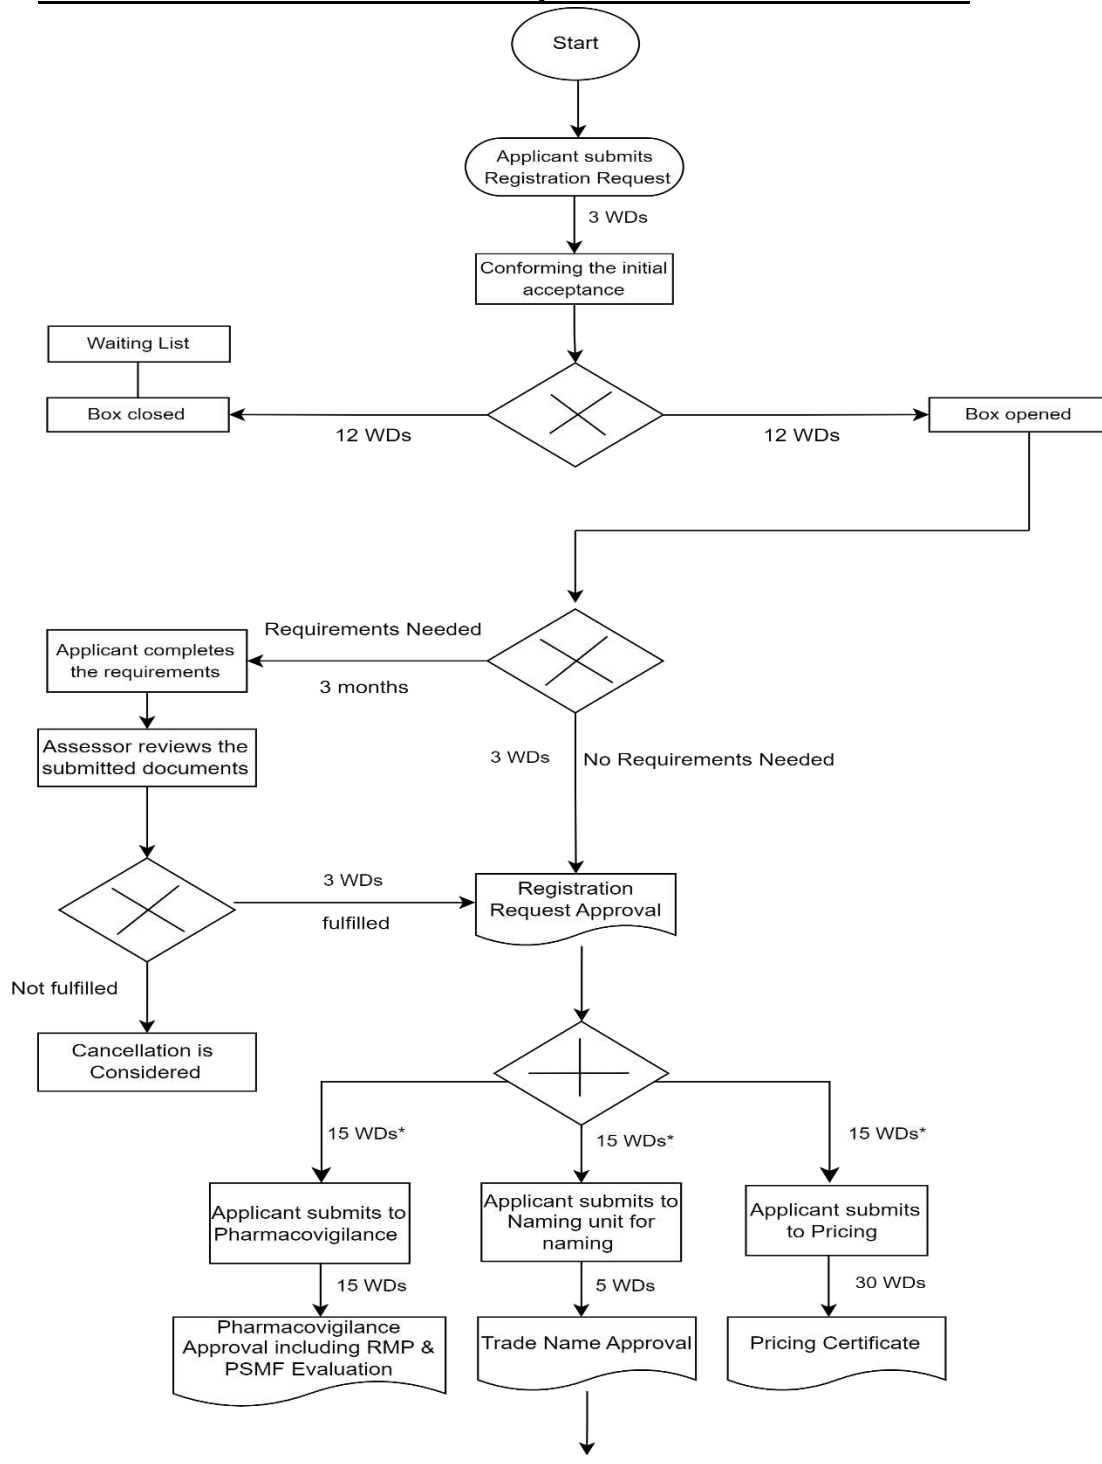 Start
Applicant submits
Registration Request
3 WDs
Conforming the initial
acceptance
Waiting List
Box closed
12 WDs
12 WDs
Box opened
Requirements Needed
3 months
Applicant completes
the requirements
Assessor reviews the
submitted documents
3 WDs
No Requirements Needed
3 WDs
fulfilled
Registration
Request Approval
Not fulfilled
Cancellation is
Considered
15 WDs*
15 WDs*
15 WDs*
Applicant submits to
Pharmacovigilance
Applicant submits to
Naming unit for
naming
Applicant submits
to Pricing
15 WDs
5 WDs
30 WDs
Pharmacovigilance
Approval including RMP &
PSMF Evaluation
Trade Name Approval
Pricing Certificate